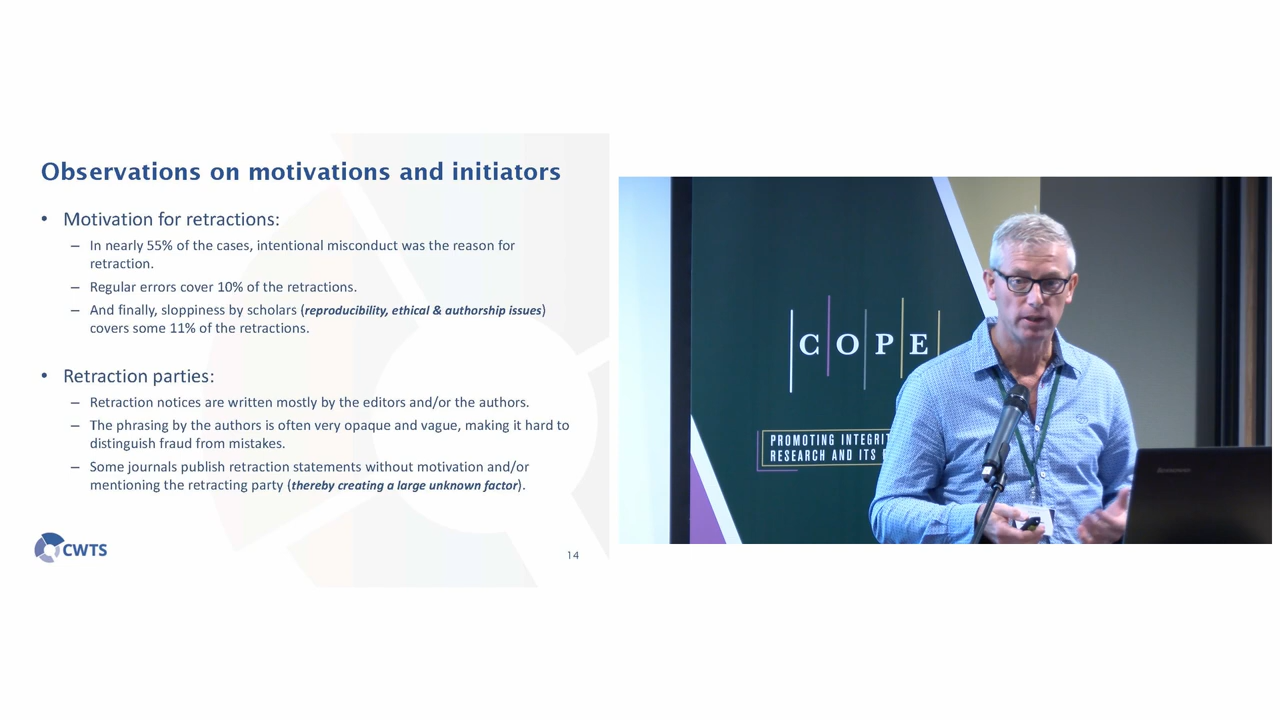 Observations on motivations and initiators
• Motivation for retractions:
– In nearly 55% of the cases, intentional misconduct was the reason for
retraction.
– Regular errors cover 10% of the retractions.
– And finally, sloppiness by scholars (reproducibility, ethical & authorship issues)
covers some 11% of the retractions.
• Retraction parties:
– Retraction notices are written mostly by the editors and/or the authors.
– The phrasing by the authors is often very opaque and vague, making it hard to
distinguish fraud from mistakes.
– Some journals publish retraction statements without motivation and/or
mentioning the retracting party (thereby creating a large unknown factor).
CWTS
14
COPE
PROMOTING INTEGRIT
RESEARCH AND ITS
Lenovo